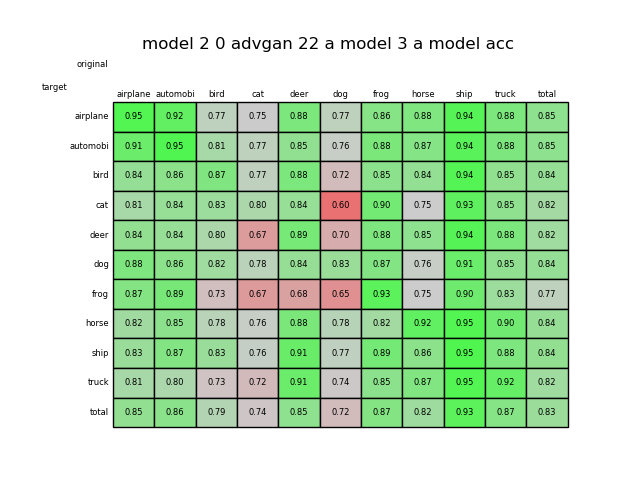 model 2 0 advgan 22 a model 3 a model acc
original
target
airplane automobi bird cat deer dog frog horse ship truck total
airplane 0.95 0.92 0.77 0.75 0.88 0.77 0.86 0.88 0.94 0.88 0.85
automobi 0.91 0.95 0.81 0.77 0.85 0.76 0.88 0.87 0.94 0.88 0.85
bird 0.84 0.86 0.87 0.77 0.88 0.72 0.85 0.84 0.94 0.85 0.84
cat 0.81 0.84 0.83 0.80 0.84 0.60 0.90 0.75 0.93 0.85 0.82
deer 0.84 0.84 0.80 0.67 0.89 0.70 0.88 0.85 0.94 0.88 0.82
dog 0.88 0.86 0.82 0.78 0.84 0.83 0.87 0.76 0.91 0.85 0.84
frog 0.87 0.89 0.73 0.67 0.68 0.65 0.93 0.75 0.90 0.83 0.77
horse 0.82 0.85 0.78 0.76 0.88 0.78 0.82 0.92 0.95 0.90 0.84
ship 0.83 0.87 0.83 0.76 0.91 0.77 0.89 0.86 0.95 0.88 0.84
truck 0.81 0.80 0.73 0.72 0.91 0.74 0.85 0.87 0.95 0.92 0.82
total 0.85 0.86 0.79 0.74 0.85 0.72 0.87 0.82 0.93 0.87 0.83